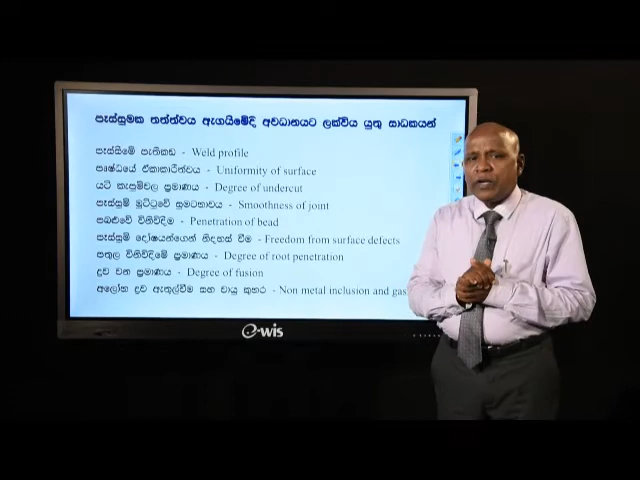 පෑස්සුමක තත්ත්වය ඇගයීමේදී අවධානයට ලක්විය යුතු සාධකයන්
පෑස්සීමේ පැතිකඩ - Weld profile
පෘෂ්ඨයේ ඒකාකාරීත්වය - Uniformity of surface
යටි කැපුම්වල ප්‍රමාණය - Degree of undercut
පෑස්සුම් මූට්ටුවේ සුමටභාවය - Smoothness of joint
පබළුවේ විනිවිදීම - Penetration of bead
පෑස්සුම් දෝෂයන්ගෙන් නිදහස් වීම - Freedom from surface defects
පතුල විනිවිදීමේ ප්‍රමාණය - Degree of root penetration
ද්‍රව වන ප්‍රමාණය - Degree of fusion
අලෝහ ද්‍රව ඇතුල්වීම සහ වායු කුහර - Non metal inclusion and gas
e-wis